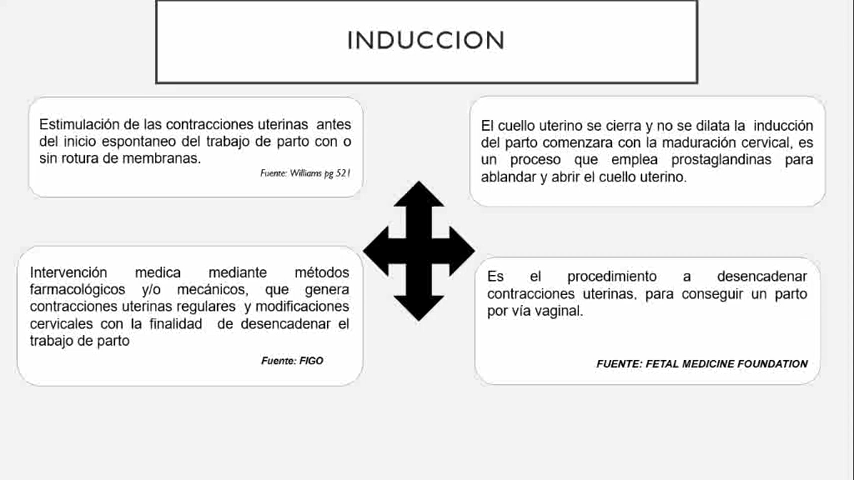 INDUCCION
Estimulación de las contracciones uterinas antes
del inicio espontaneo del trabajo de parto con o
sin rotura de membranas.
Fuente: Williams pg 521
El cuello uterino se cierra y no se dilata la inducción
del parto comenzara con la maduración cervical, es
un proceso que emplea prostaglandinas para
ablandar y abrir el cuello uterino.
Intervención medica mediante métodos
farmacológicos y/o mecánicos, que genera
contracciones uterinas regulares y modificaciones
cervicales con la finalidad de desencadenar el
trabajo de parto
Fuente: FIGO
Es el procedimiento a desencadenar
contracciones uterinas, para conseguir un parto
por vía vaginal.
FUENTE: FETAL MEDICINE FOUNDATION